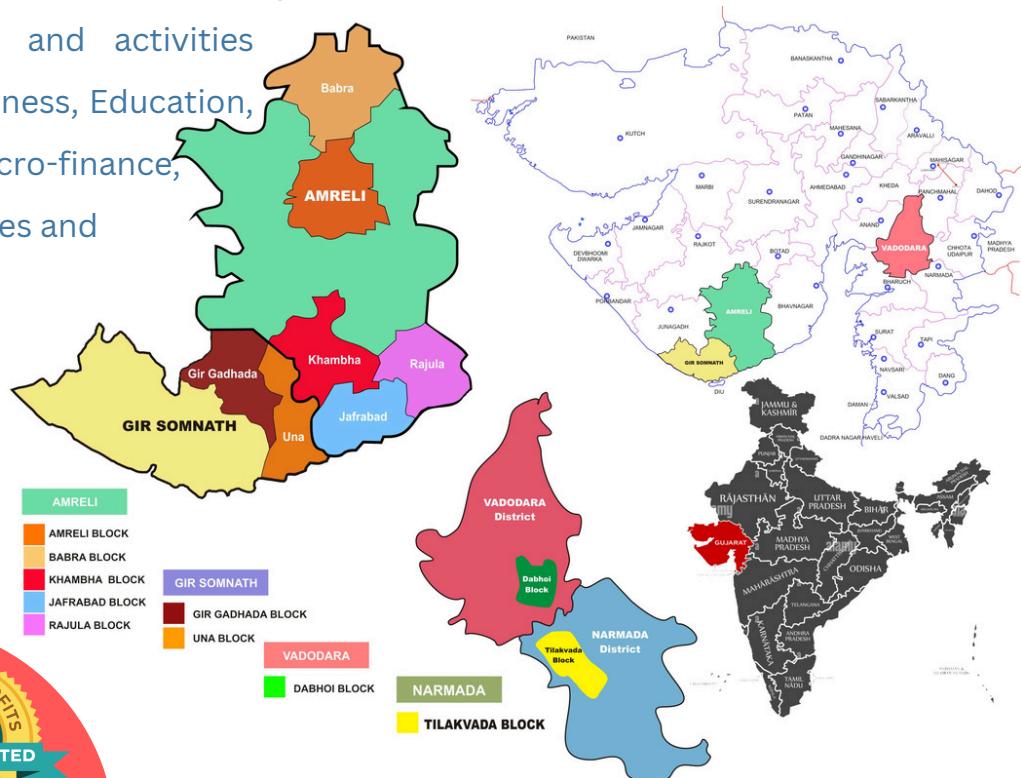 and activities
ness, Education,
cro-finance,
es and
Babra
AMRELI
Khambha
Rajula
Gir Gadhada
Jafrabad
GIR SOMNATH
Una
AMRELI
AMRELI BLOCK
BABRA BLOCK
KHAMBHA BLOCK
JAFRABAD BLOCK
RAJULA BLOCK
GIR SOMNATH
GIR GADHADA BLOCK
UNA BLOCK
VADODARA
DABHOI BLOCK
NARMADA
TILAKVADA BLOCK
VADODARA
District
Dabhoi
Block
NARMADA
District
Tilakvada
Block
PAKISTAN
BANASKANTHA
PATAN
SABARKANTHA
MAHESANA
ARAVALLI
KUTCH
GANDHINAGAR
MAHISAGAR
MARBI
AHMEDABAD
KHEDA
PANCHMAHAL
DAHOD
SURENDRANAGAR
ANAND
JAMNAGAR
RAJKOT
BOTAD
VADODARA
CHHOTA
UDAIPUR
MADHYA
PRADESH
DEVBHOOMI
DWARKA
NARMADA
BHARUCH
PORBANDAR
BHAVNAGAR
AMRELI
JUNAGADH
SURAT
TAPI
GIR SOMNATH
NAVSARI
DANG
DIU
VALSAD
DAMAN
DADRA NAGAR HAVELI
JAMMU &
KASHMIR
PUNJAB
RAJASTHAN
UTTAR
PRADESH
BIHAR
ASSAM
GUJARAT
MADHYA
PRADESH
WEST
BENGAL
ODISHA
MAHARASHTRA
TELANGANA
ANDHRA
PRADESH
KARNATAKA
TAMIL
NADU
alamy
FITS
TED